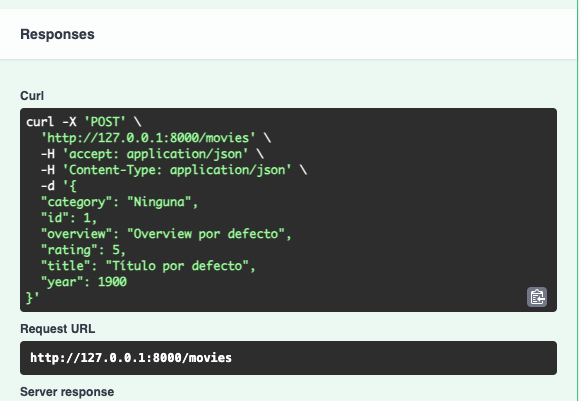 Responses
Curl
curl -X 'POST' \
'http://127.0.0.1:8000/movies' \
-H 'accept: application/json' \
-H 'Content-Type: application/json' \
-d '{
"category": "Ninguna",
"id": 1,
"overview": "Overview por defecto",
"rating": 5,
"title": "Título por defecto",
"year": 1900
}'
Request URL
http://127.0.0.1:8000/movies
Server response